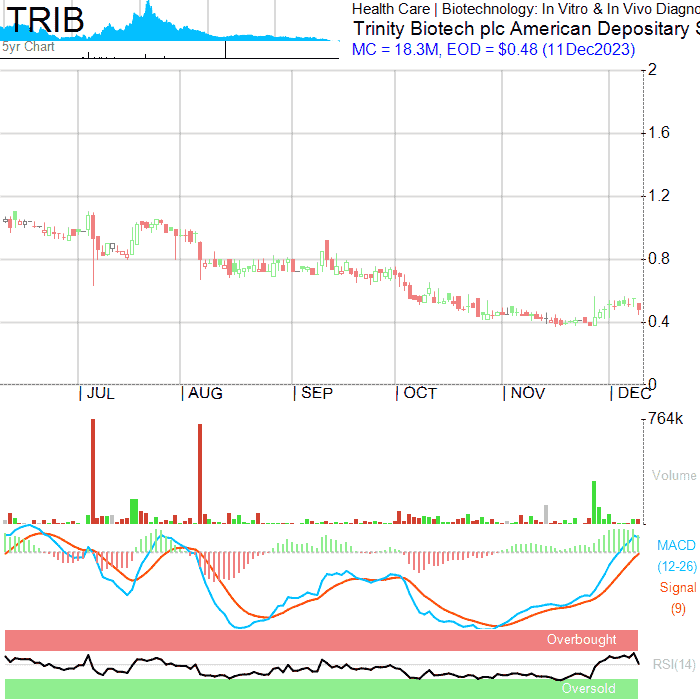 TRIB
5yr Chart
Health Care | Biotechnology: In Vitro & In Vivo Diagno
Trinity Biotech plc American Depositary S
MC = 18.3M, EOD = $0.48 (11Dec2023)
2
1.6
1.2
0.8
0.4
0
JUL AUG SEP OCT NOV DEC
764k
Volume
MACD
(12-26)
Signal
(9)
Overbought
RSI(14)
Oversold